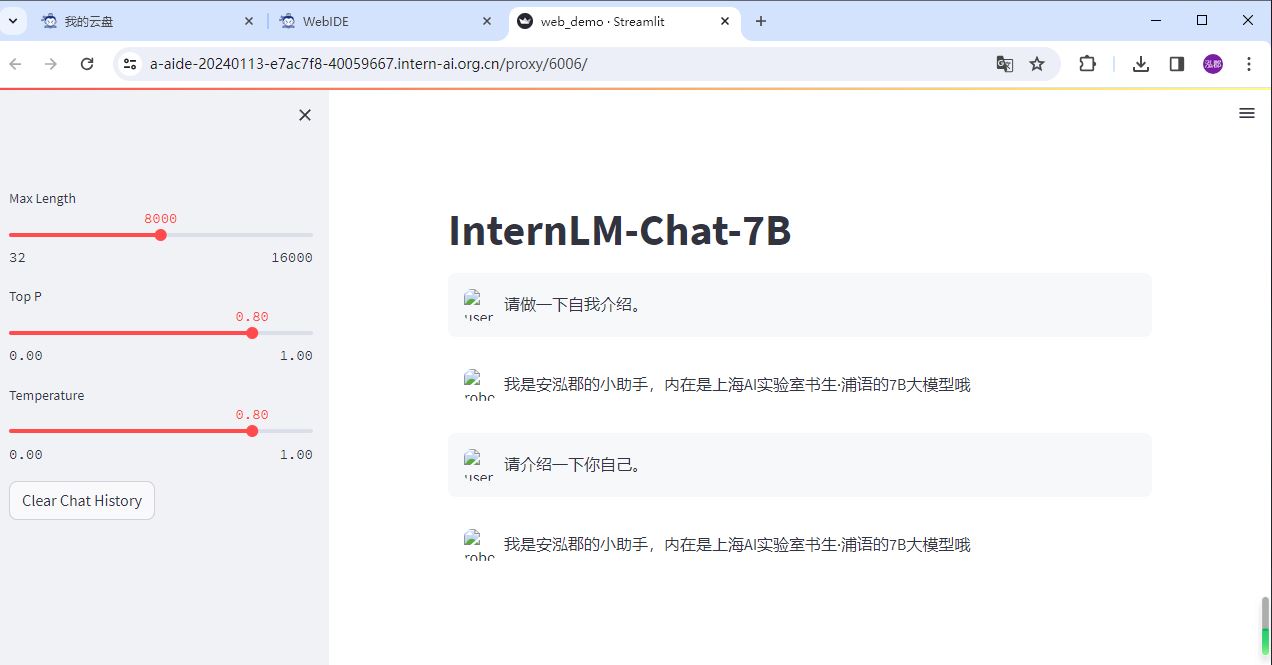 我的云盘
WebIDE
web_demo · Streamlit
a-aide-20240113-e7ac7f8-40059667.intern-ai.org.cn/proxy/6006/
泓郡
Max Length
8000
32 16000
Top P
0.80
0.00 1.00
Temperature
0.80
0.00 1.00
Clear Chat History
InternLM-Chat-7B
user
请做一下自我介绍。
robo
我是安泓郡的小助手，内在是上海AI实验室书生·浦语的7B大模型哦
user
请介绍一下你自己。
robo
我是安泓郡的小助手，内在是上海AI实验室书生·浦语的7B大模型哦